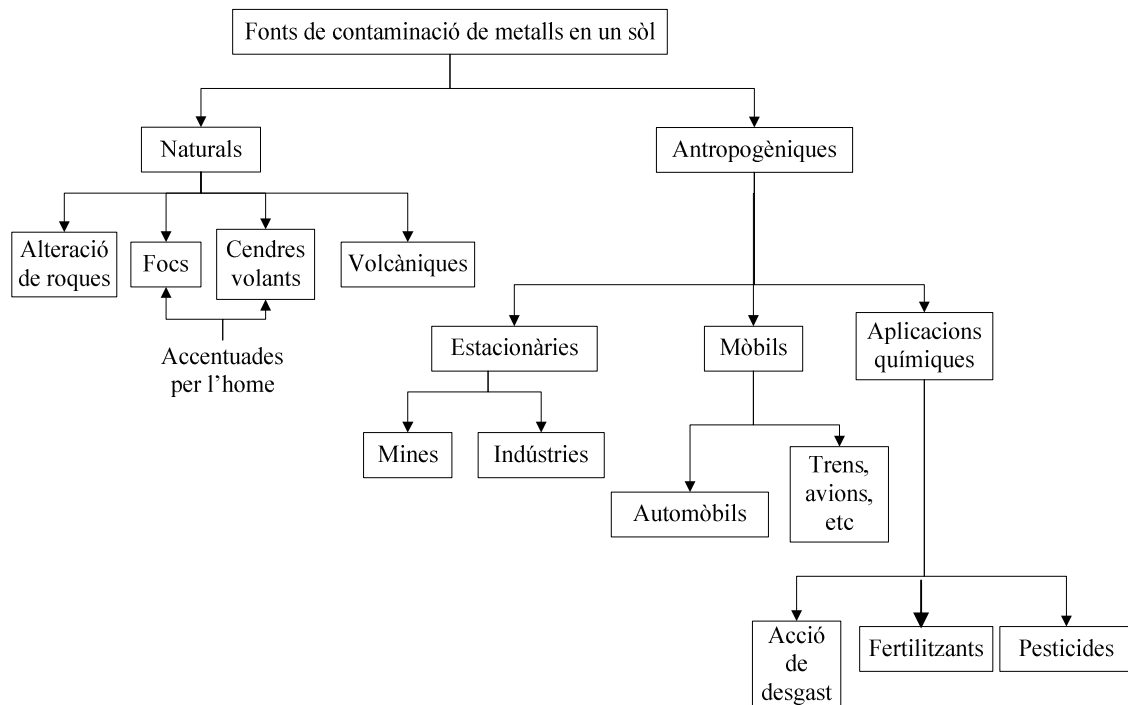 Fonts de contaminació de metalls en un sòl
Naturals
Antropogèniques
Alteració
de roques
Focs
Cendres
volants
Volcàniques
Accentuades
per l’home
Estacionàries
Mòbils
Aplicacions
químiques
Mines
Indústries
Automòbils
Trens,
avions,
etc
Acció
de
desgast
Fertilitzants
Pesticides